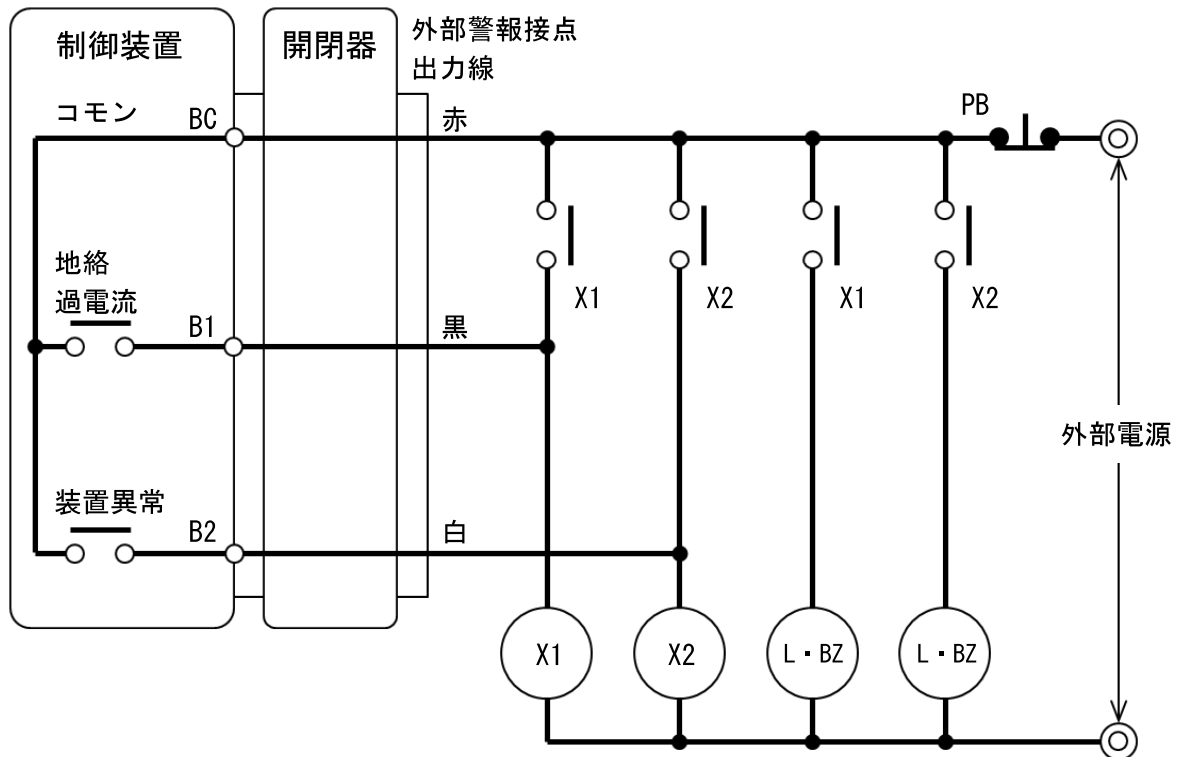 制御装置
開閉器
外部警報接点
出力線
コモン
BC
赤
PB
地絡
過電流
X1
X2
X1
X2
B1
黒
外部電源
装置異常
B2
白
X1
X2
L・BZ
L・BZ